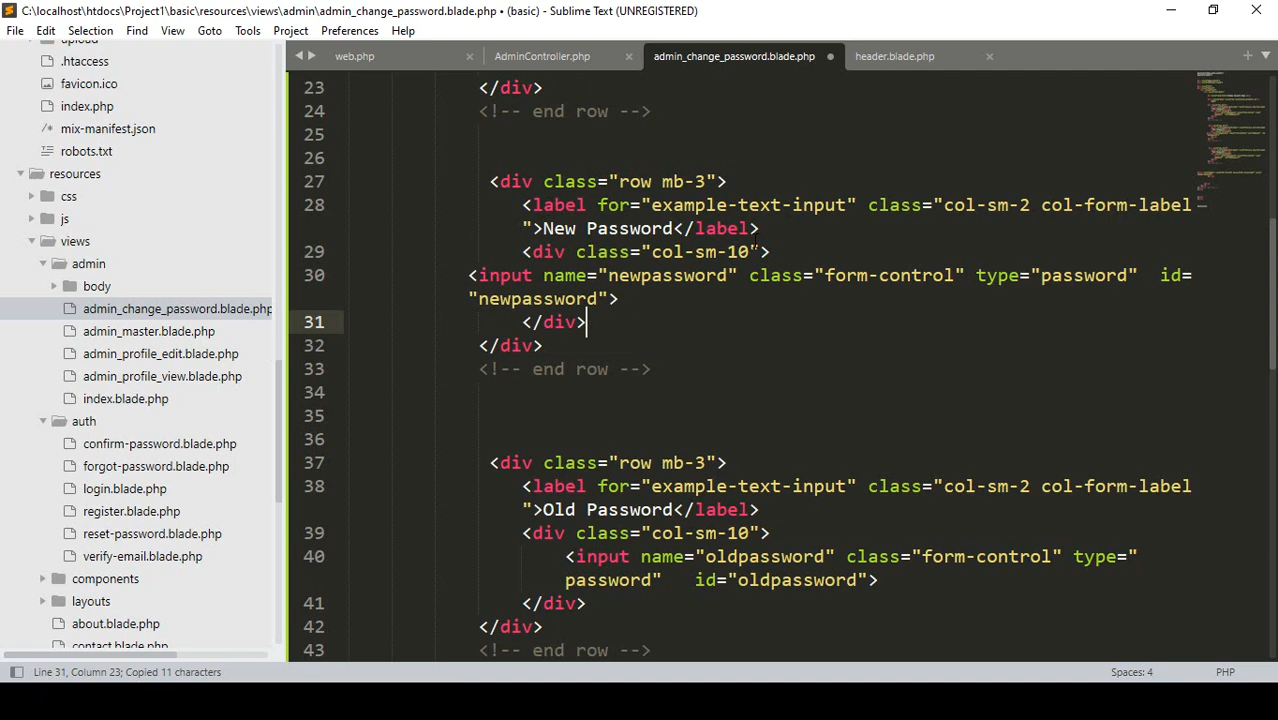 C:\localhost\htdocs\Project1\basic\resources\views\admin\admin_change_password.blade.php • (basic) - Sublime Text (UNREGISTERED)
File Edit Selection Find View Goto Tools Project Preferences Help
web.php AdminController.php admin_change_password.blade.php header.blade.php
.htaccess
favicon.ico
index.php
mix-manifest.json
robots.txt
resources
css
js
views
admin
body
admin_change_password.blade.php
admin_master.blade.php
admin_profile_edit.blade.php
admin_profile_view.blade.php
index.blade.php
auth
confirm-password.blade.php
forgot-password.blade.php
login.blade.php
register.blade.php
reset-password.blade.php
verify-email.blade.php
components
layouts
about.blade.php
contact.blade.php
23 </div>
24 <!-- end row -->
25
26
27 <div class="row mb-3">
28 <label for="example-text-input" class="col-sm-2 col-form-label
">New Password</label>
29 <div class="col-sm-10">
30 <input name="newpassword" class="form-control" type="password" id=
"newpassword">
31 </div>
32 </div>
33 <!-- end row -->
34
35
36
37 <div class="row mb-3">
38 <label for="example-text-input" class="col-sm-2 col-form-label
">Old Password</label>
39 <div class="col-sm-10">
40 <input name="oldpassword" class="form-control" type="
password" id="oldpassword">
41 </div>
42 </div>
43 <!-- end row -->
Line 31, Column 23; Copied 11 characters Spaces: 4 PHP